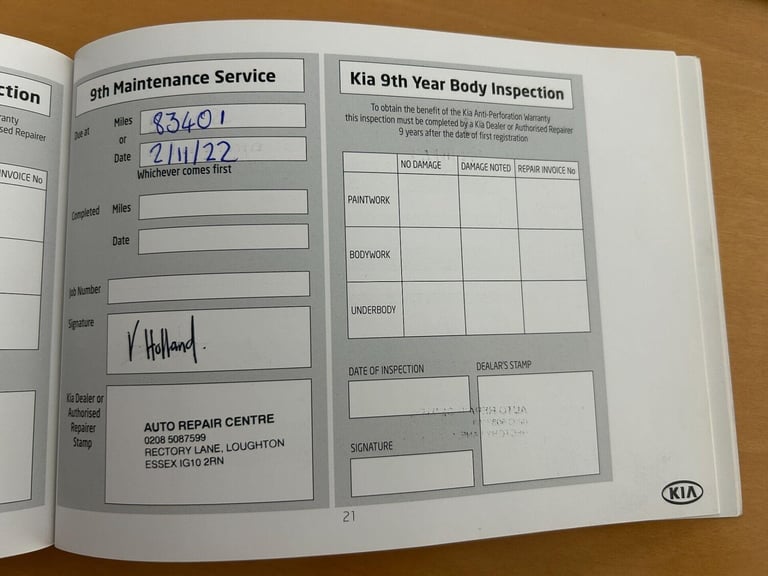 ction
ranty
ised Repairer
INVOICE No
9th Maintenance Service
Due at
Miles
83401
or
Date
2/11/22
Whichever comes first
Completed
Miles
Date
Job Number
Signature
V Holland.
Kia Dealer or
Authorised
Repairer
Stamp
AUTO REPAIR CENTRE
0208 5087599
RECTORY LANE, LOUGHTON
ESSEX IG10 2RN
Kia 9th Year Body Inspection
To obtain the benefit of the Kia Anti-Perforation Warranty
this inspection must be completed by a Kia Dealer or Authorised Repairer
9 years after the date of first registration
NO DAMAGE DAMAGE NOTED REPAIR INVOICE No
PAINTWORK
BODYWORK
UNDERBODY
DATE OF INSPECTION
DEALAR'S STAMP
SIGNATURE
21
KIA